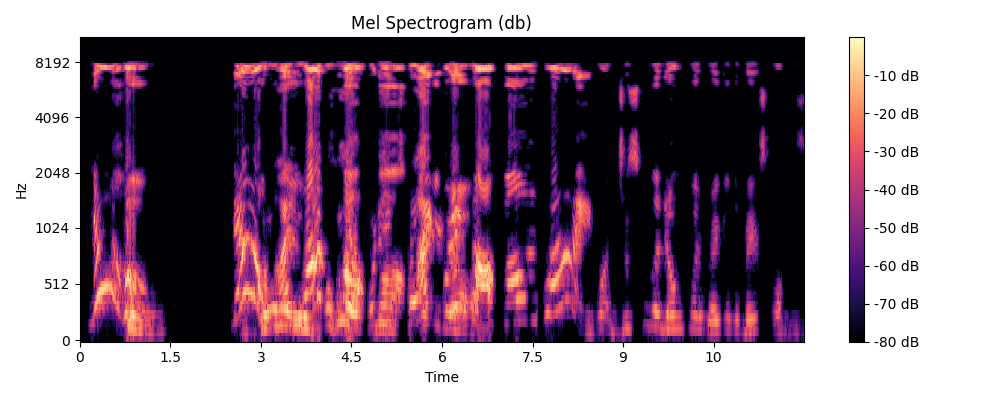 Mel Spectrogram (db)
8192
4096
2048
1024
512
0
Hz
0
1.5
3
4.5
6
7.5
9
10
Time
-10 dB
-20 dB
-30 dB
-40 dB
-50 dB
-60 dB
-70 dB
-80 dB